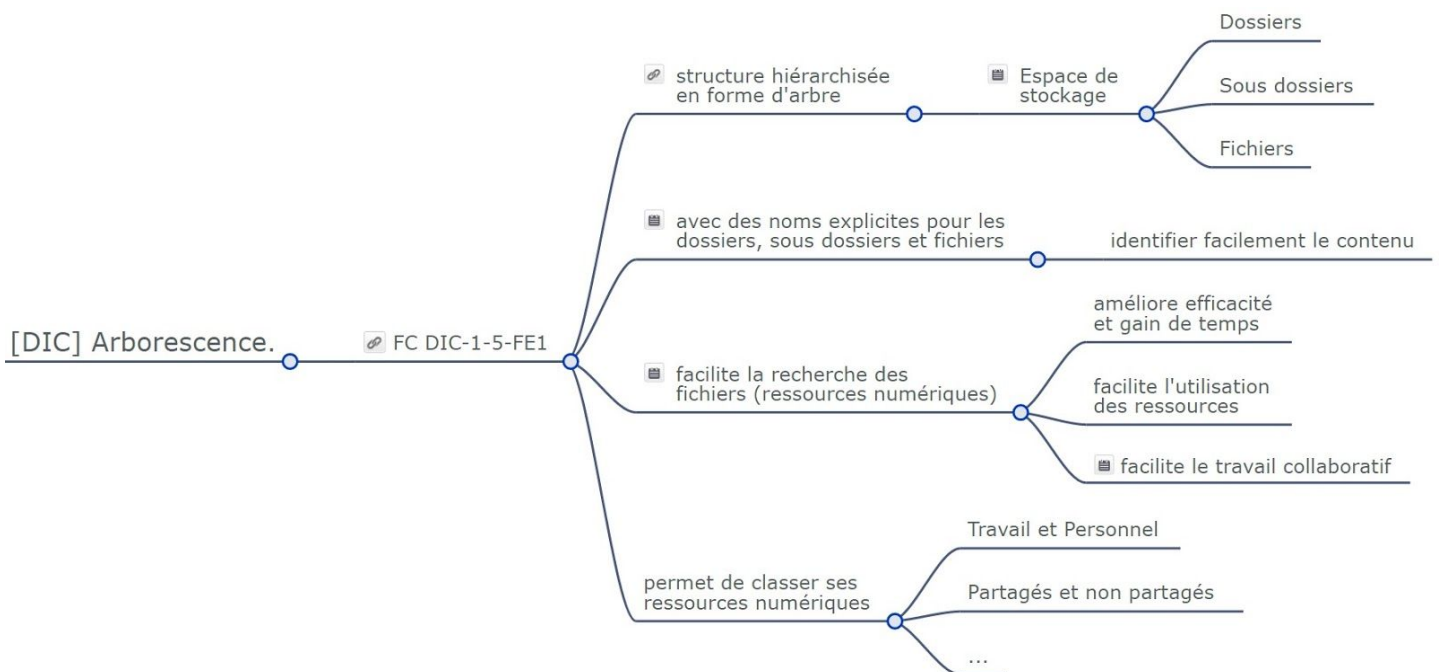 [DIC] Arborescence.
FC DIC-1-5-FE1
structure hiérarchisée
en forme d'arbre
Espace de
stockage
Dossiers
Sous dossiers
Fichiers
avec des noms explicites pour les
dossiers, sous dossiers et fichiers
identifier facilement le contenu
facilite la recherche des
fichiers (ressources numériques)
améliore efficacité
et gain de temps
facilite l'utilisation
des ressources
facilite le travail collaboratif
permet de classer ses
ressources numériques
Travail et Personnel
Partagés et non partagés
...